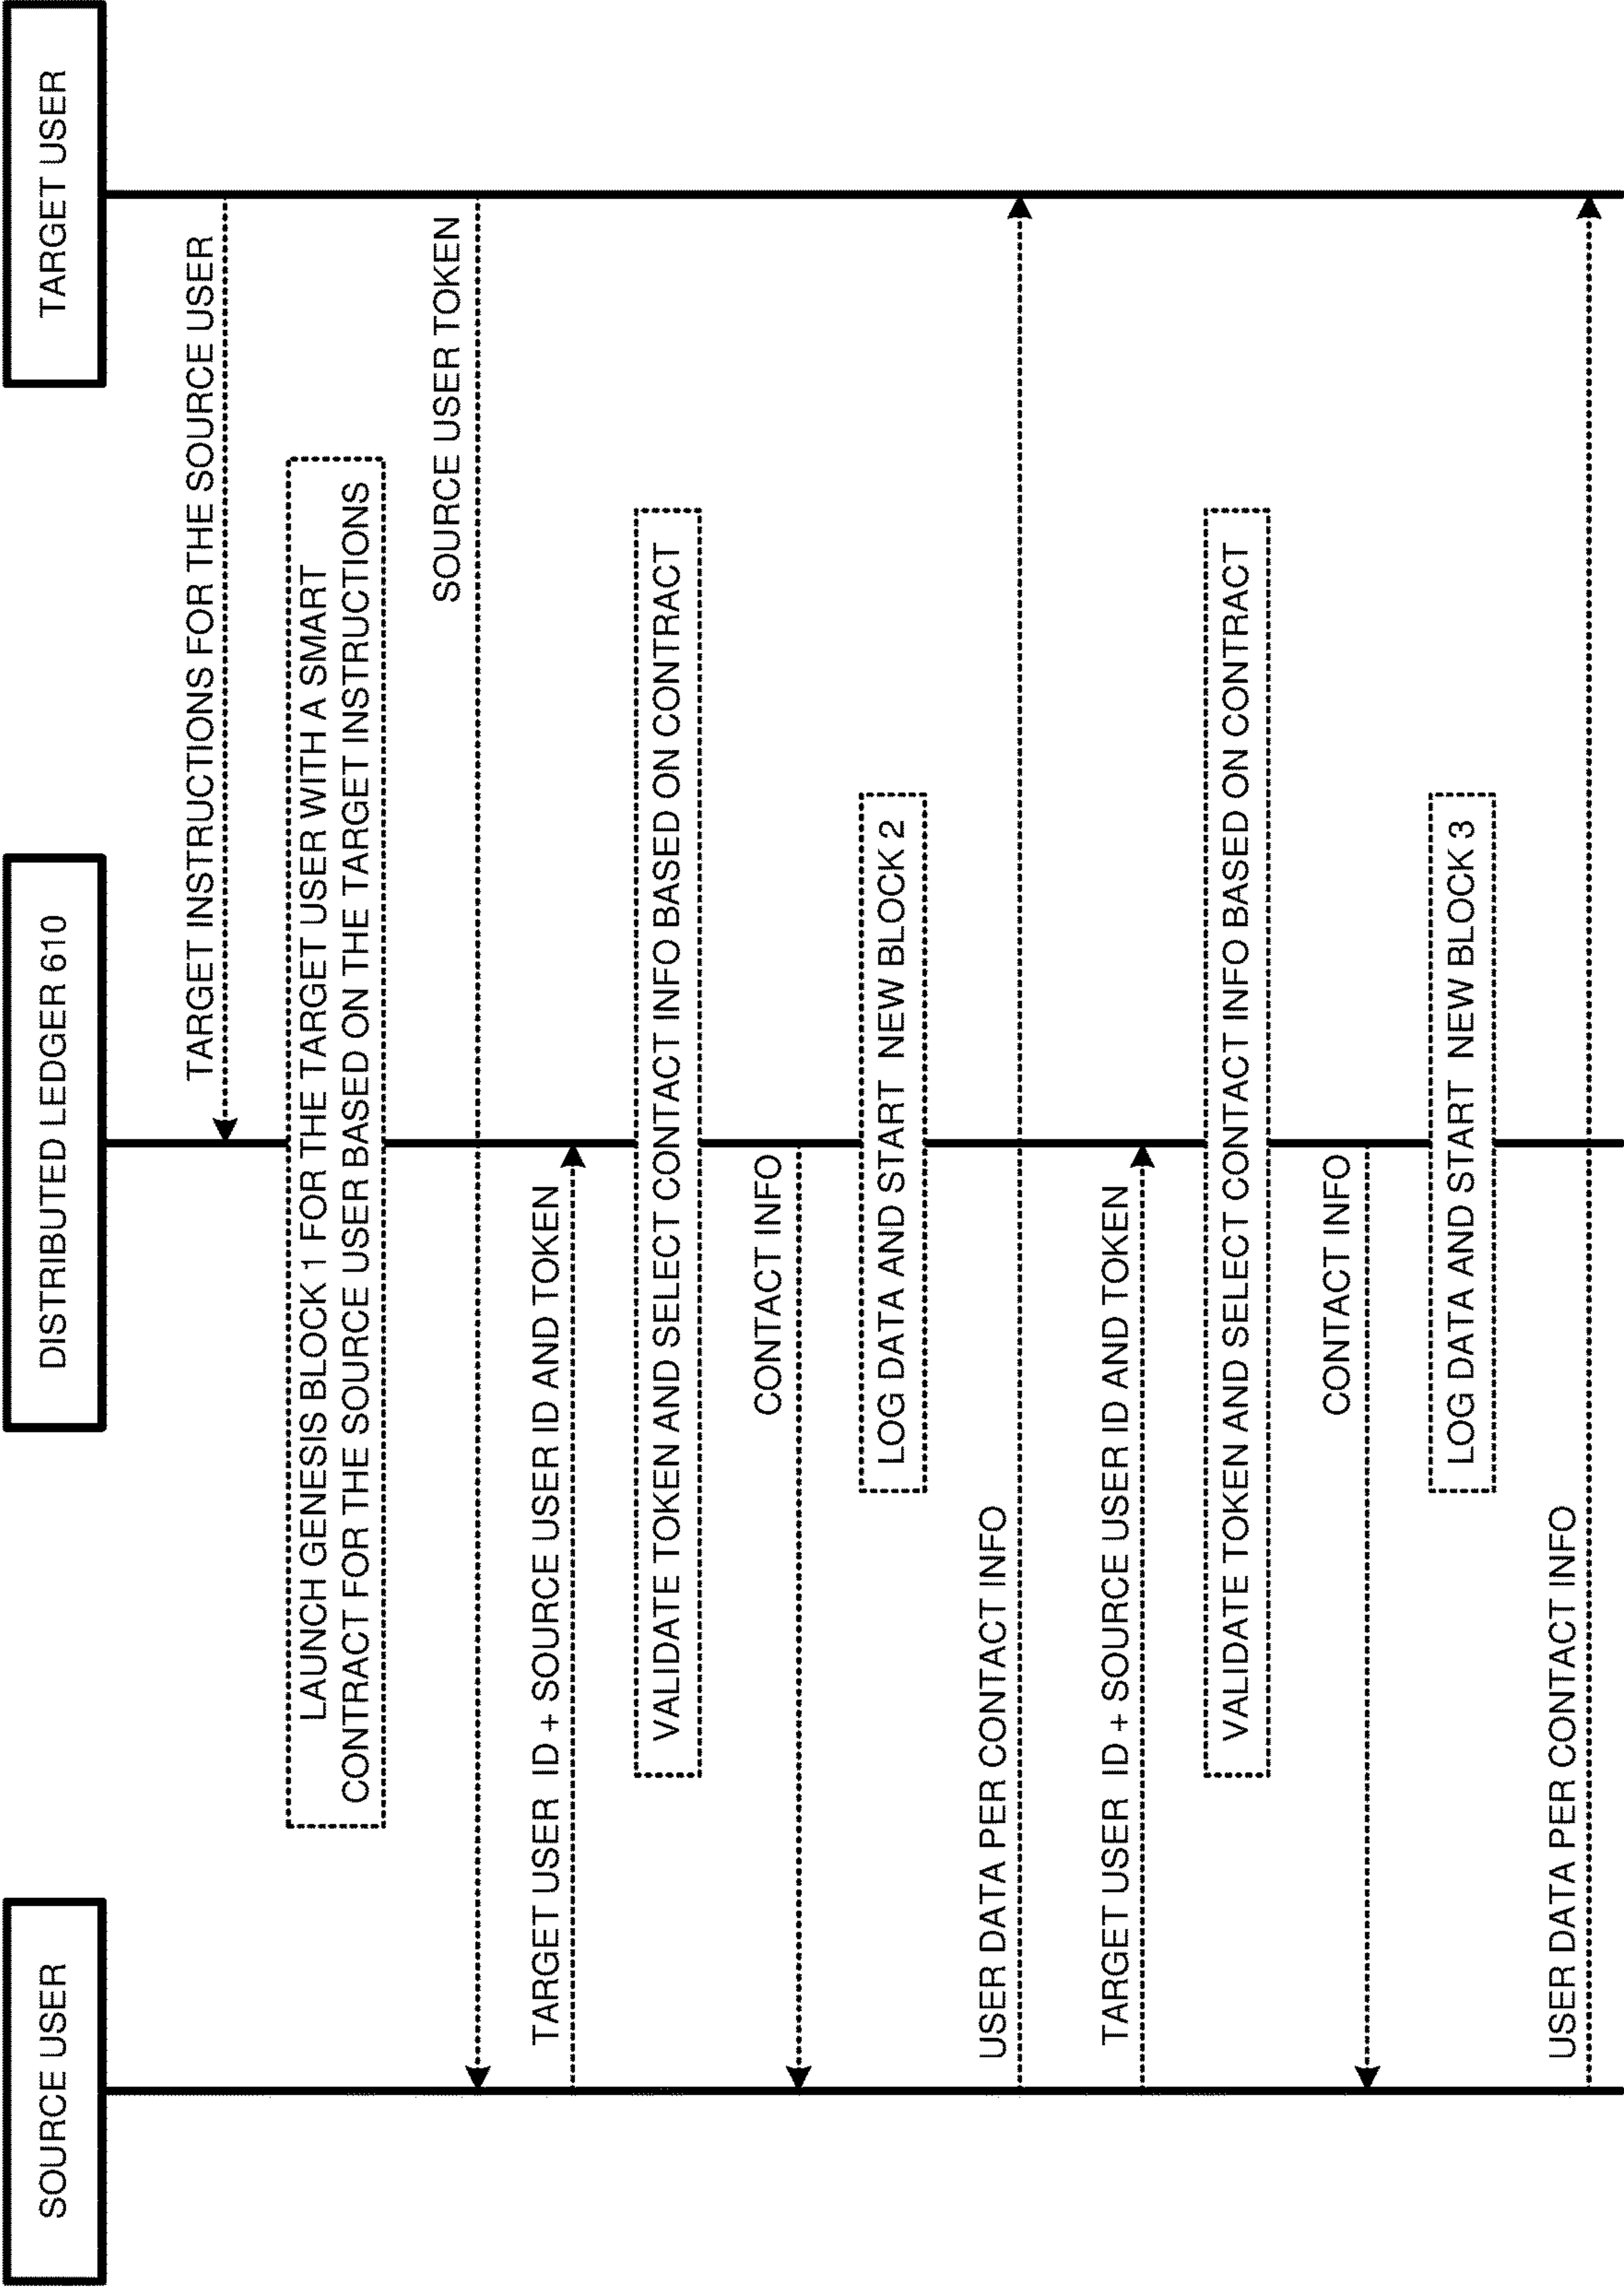 SOURCE USER
DISTRIBUTED LEDGER 610
TARGET USER
TARGET INSTRUCTIONS FOR THE SOURCE USER
LAUNCH GENESIS BLOCK 1 FOR THE TARGET USER WITH A SMART
CONTRACT FOR THE SOURCE USER BASED ON THE TARGET INSTRUCTIONS
SOURCE USER TOKEN
TARGET USER ID + SOURCE USER ID AND TOKEN
VALIDATE TOKEN AND SELECT CONTACT INFO BASED ON CONTRACT
CONTACT INFO
LOG DATA AND START NEW BLOCK 2
USER DATA PER CONTACT INFO
TARGET USER ID + SOURCE USER ID AND TOKEN
VALIDATE TOKEN AND SELECT CONTACT INFO BASED ON CONTRACT
CONTACT INFO
LOG DATA AND START NEW BLOCK 3
USER DATA PER CONTACT INFO